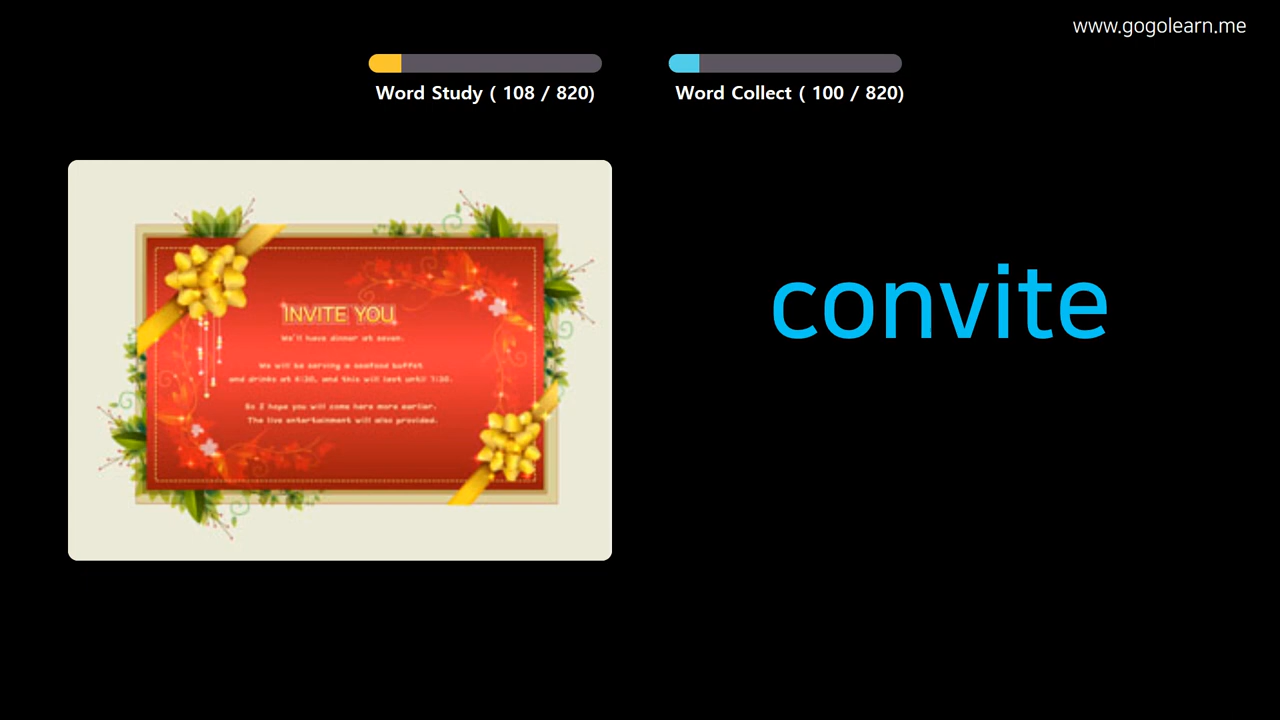 www.gogolearn.me
Word Study ( 108 / 820)
Word Collect ( 100 / 820)
INVITE YOU
We'll have dinner at seven.
We will be serving a seafood buffet
and drinks at 6:30, and this will last until 7:30.
So I hope you will come here more earlier.
The live entertainment will also provided.
convite